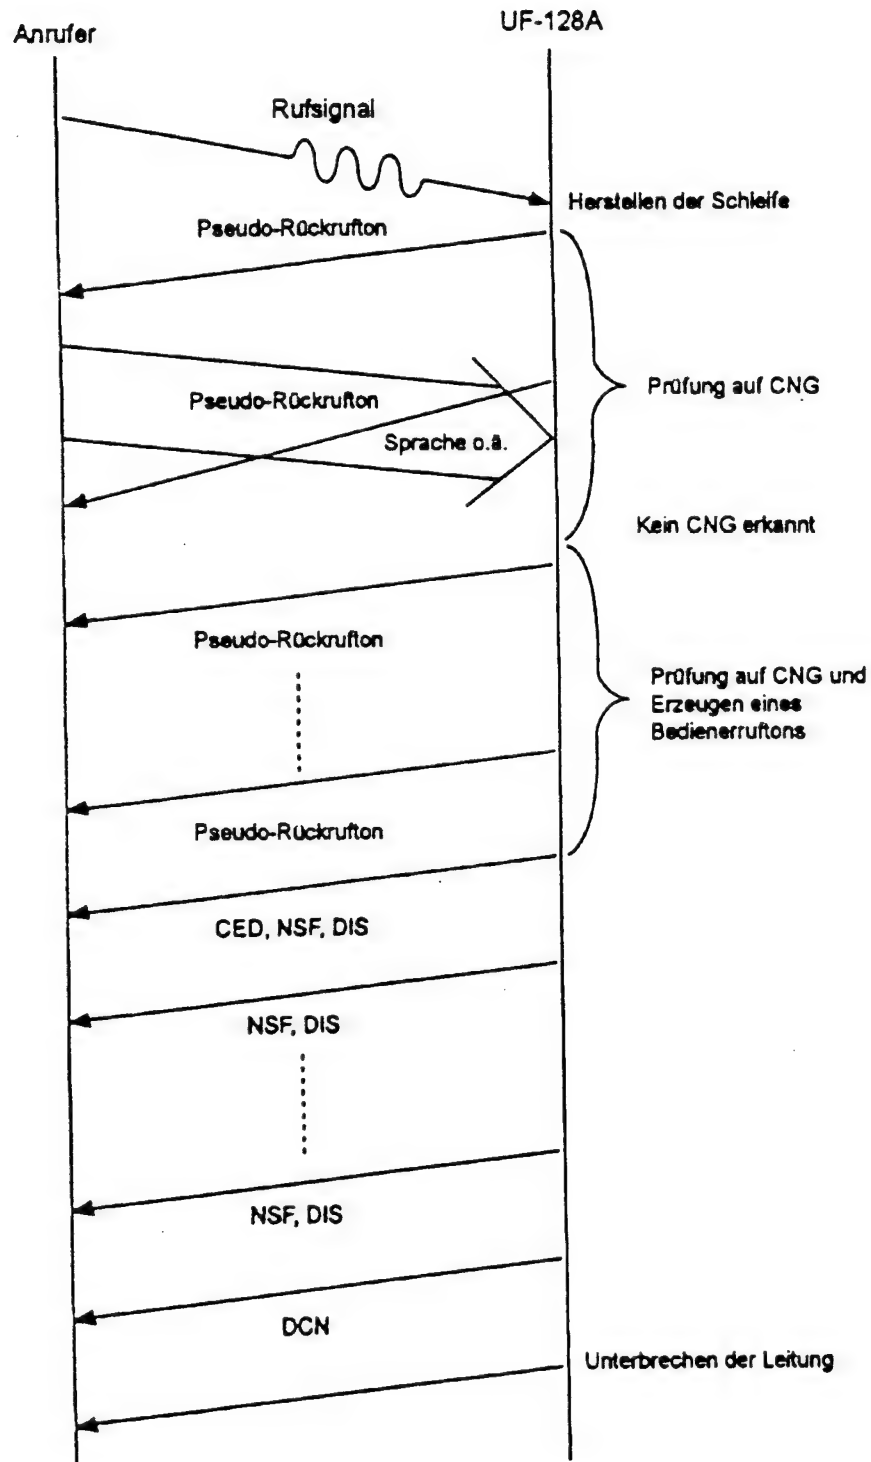 Anrufer
UF-128A
Rufsignal
Herstellen der Schleife
Pseudo-Rückrufton
Prüfung auf CNG
Pseudo-Rückrufton
Sprache o.ä.
Kein CNG erkannt
Pseudo-Rückrufton
Prüfung auf CNG und
Erzeugen eines
Bedienerruftons
Pseudo-Rückrufton
CED, NSF, DIS
NSF, DIS
NSF, DIS
DCN
Unterbrechen der Leitung